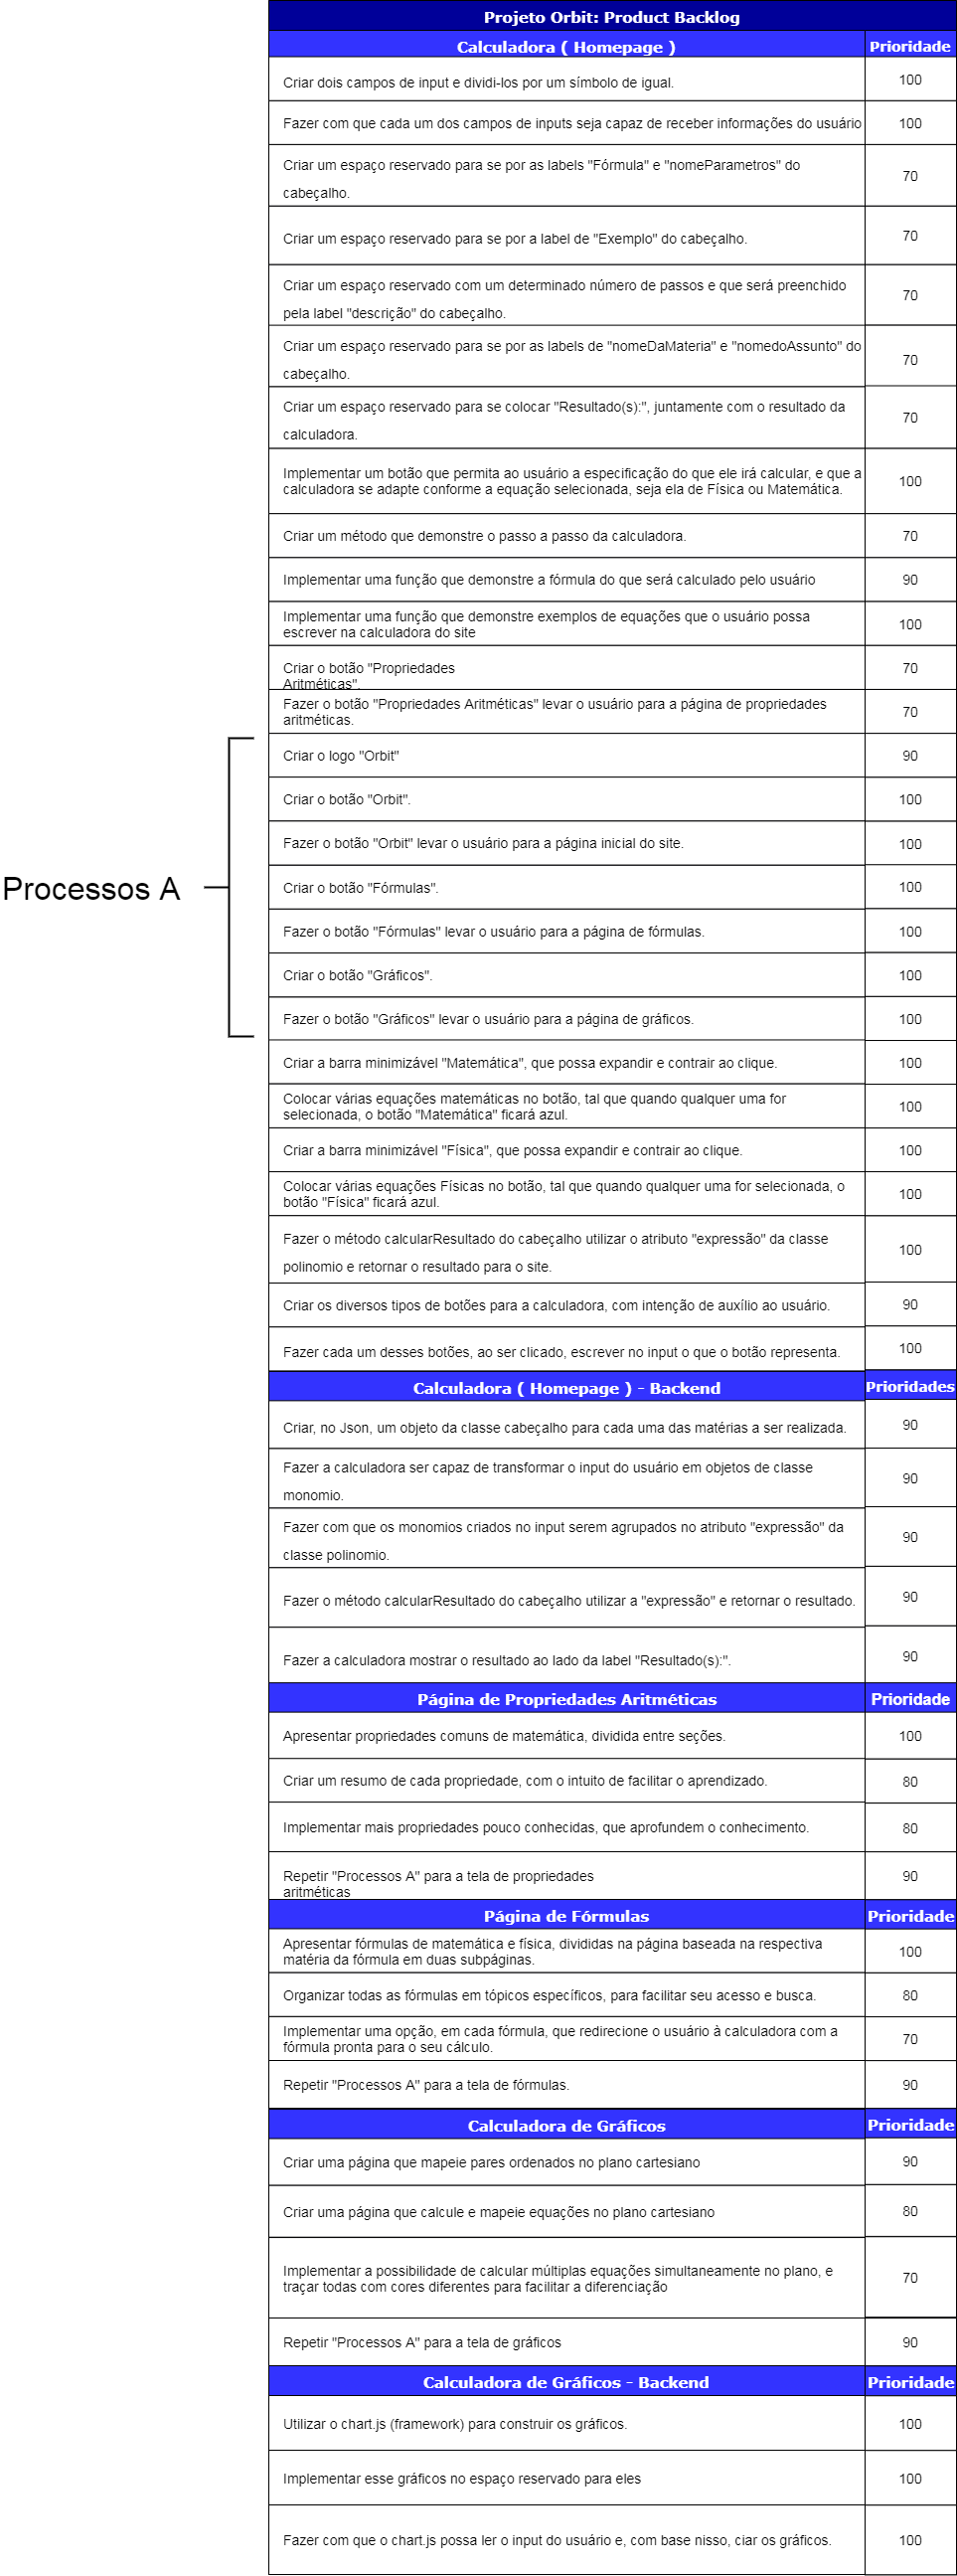 Projeto Orbit: Product Backlog
Calculadora ( Homepage ) Prioridade
Criar dois campos de input e dividi-los por um símbolo de igual. 100
Fazer com que cada um dos campos de inputs seja capaz de receber informações do usuário 100
Criar um espaço reservado para se por as labels "Fórmula" e "nomeParametros" do
cabeçalho.
70
Criar um espaço reservado para se por a label de "Exemplo" do cabeçalho. 70
Criar um espaço reservado com um determinado número de passos e que será preenchido
pela label "descrição" do cabeçalho.
70
Criar um espaço reservado para se por as labels de "nomeDaMateria" e "nomedoAssunto" do
cabeçalho.
70
Criar um espaço reservado para se colocar "Resultado(s):", juntamente com o resultado da
calculadora.
70
Implementar um botão que permita ao usuário a especificação do que ele irá calcular, e que a
calculadora se adapte conforme a equação selecionada, seja ela de Física ou Matemática.
100
Criar um método que demonstre o passo a passo da calculadora. 70
Implementar uma função que demonstre a fórmula do que será calculado pelo usuário 90
Implementar uma função que demonstre exemplos de equações que o usuário possa
escrever na calculadora do site
100
Criar o botão "Propriedades
Aritméticas".
70
Fazer o botão "Propriedades Aritméticas" levar o usuário para a página de propriedades
aritméticas.
70
Processos A
Criar o logo "Orbit" 90
Criar o botão "Orbit". 100
Fazer o botão "Orbit" levar o usuário para a página inicial do site. 100
Criar o botão "Fórmulas". 100
Fazer o botão "Fórmulas" levar o usuário para a página de fórmulas. 100
Criar o botão "Gráficos". 100
Fazer o botão "Gráficos" levar o usuário para a página de gráficos. 100
Criar a barra minimizável "Matemática", que possa expandir e contrair ao clique. 100
Colocar várias equações matemáticas no botão, tal que quando qualquer uma for
selecionada, o botão "Matemática" ficará azul.
100
Criar a barra minimizável "Física", que possa expandir e contrair ao clique. 100
Colocar várias equações Físicas no botão, tal que quando qualquer uma for selecionada, o
botão "Física" ficará azul.
100
Fazer o método calcularResultado do cabeçalho utilizar o atributo "expressão" da classe
polinomio e retornar o resultado para o site.
100
Criar os diversos tipos de botões para a calculadora, com intenção de auxílio ao usuário. 90
Fazer cada um desses botões, ao ser clicado, escrever no input o que o botão representa. 100
Calculadora ( Homepage ) - Backend Prioridades
Criar, no Json, um objeto da classe cabeçalho para cada uma das matérias a ser realizada. 90
Fazer a calculadora ser capaz de transformar o input do usuário em objetos de classe
monomio.
90
Fazer com que os monomios criados no input serem agrupados no atributo "expressão" da
classe polinomio.
90
Fazer o método calcularResultado do cabeçalho utilizar a "expressão" e retornar o resultado. 90
Fazer a calculadora mostrar o resultado ao lado da label "Resultado(s):". 90
Página de Propriedades Aritméticas Prioridade
Apresentar propriedades comuns de matemática, dividida entre seções. 100
Criar um resumo de cada propriedade, com o intuito de facilitar o aprendizado. 80
Implementar mais propriedades pouco conhecidas, que aprofundem o conhecimento. 80
Repetir "Processos A" para a tela de propriedades
aritméticas
90
Página de Fórmulas Prioridade
Apresentar fórmulas de matemática e física, divididas na página baseada na respectiva
matéria da fórmula em duas subpáginas.
100
Organizar todas as fórmulas em tópicos específicos, para facilitar seu acesso e busca. 80
Implementar uma opção, em cada fórmula, que redirecione o usuário à calculadora com a
fórmula pronta para o seu cálculo.
70
Repetir "Processos A" para a tela de fórmulas. 90
Calculadora de Gráficos Prioridade
Criar uma página que mapeie pares ordenados no plano cartesiano 90
Criar uma página que calcule e mapeie equações no plano cartesiano 80
Implementar a possibilidade de calcular múltiplas equações simultaneamente no plano, e
traçar todas com cores diferentes para facilitar a diferenciação
70
Repetir "Processos A" para a tela de gráficos 90
Calculadora de Gráficos - Backend Prioridade
Utilizar o chart.js (framework) para construir os gráficos. 100
Implementar esse gráficos no espaço reservado para eles 100
Fazer com que o chart.js possa ler o input do usuário e, com base nisso, ciar os gráficos. 100